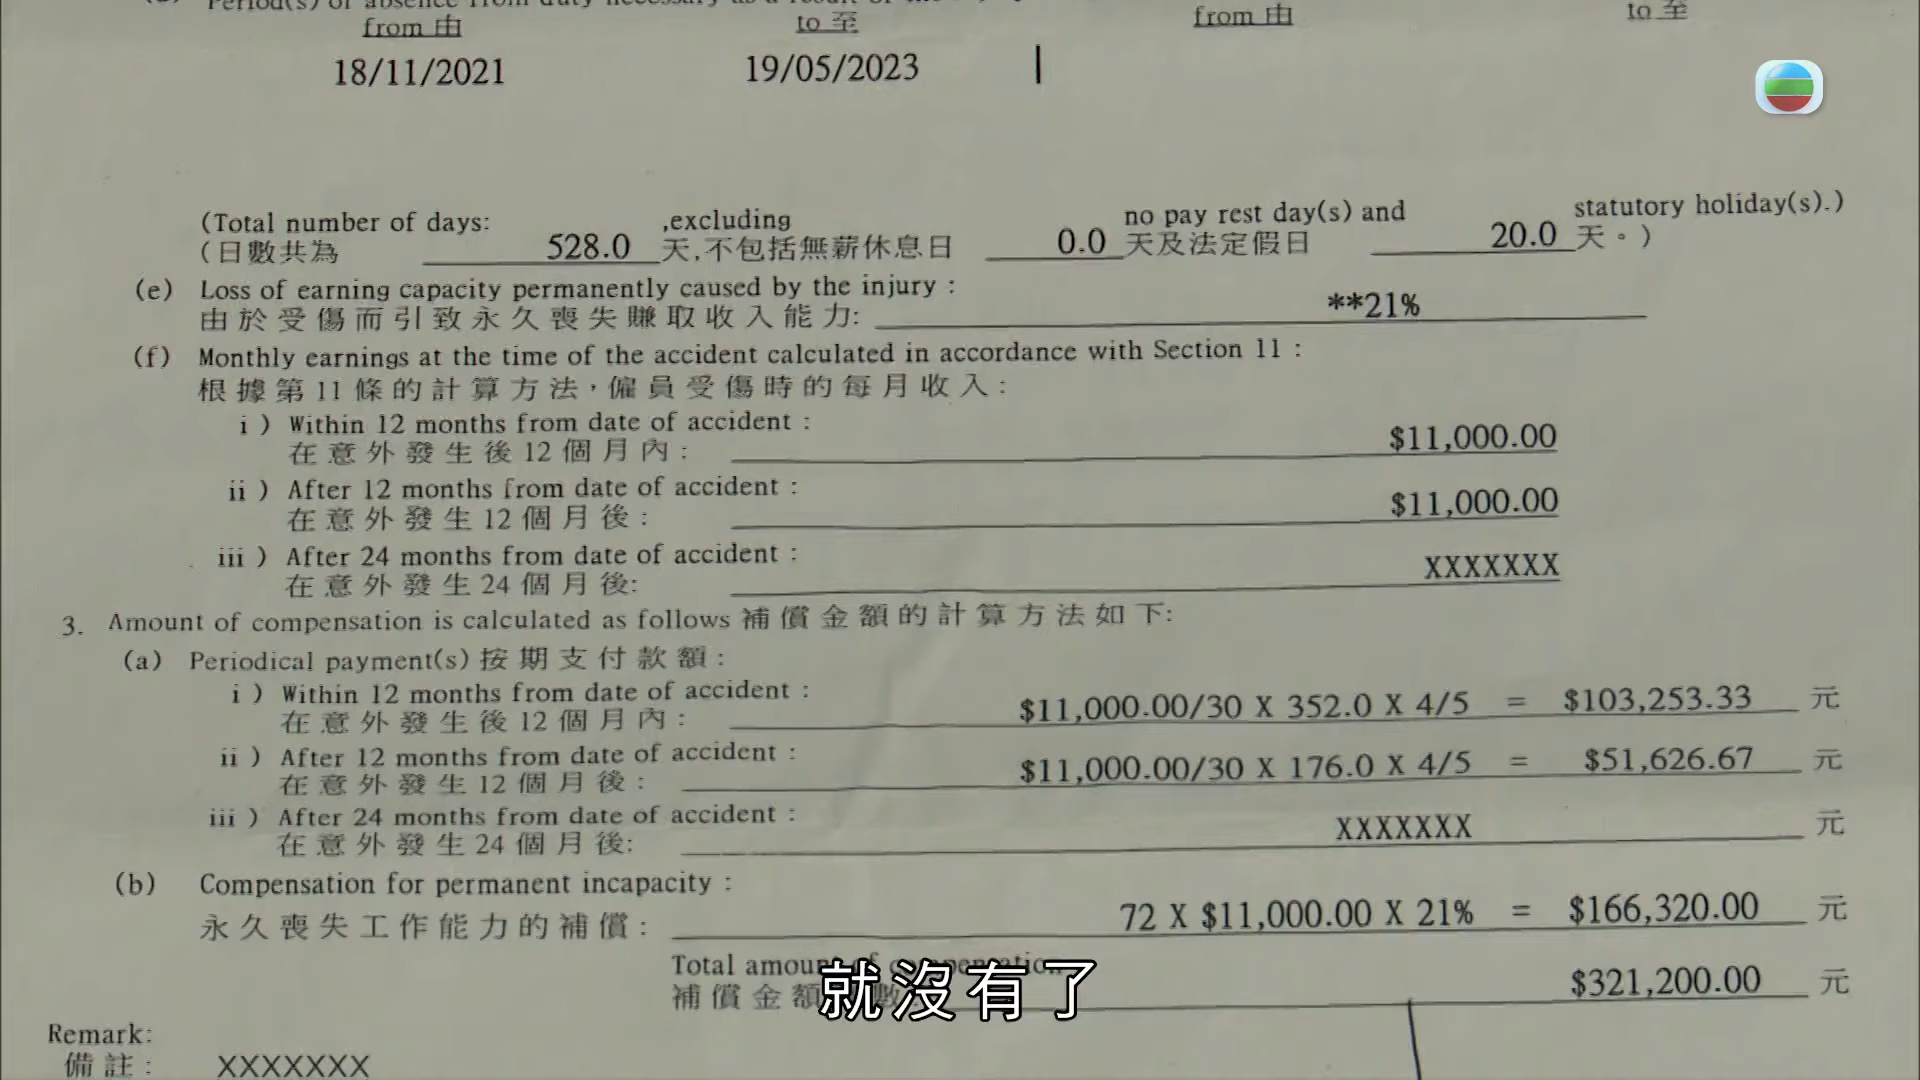 from 由 to 至 from 由 to 至
18/11/2021 19/05/2023
(Total number of days: ,excluding no pay rest day(s) and statutory holiday(s).)
(日數共為 528.0 天,不包括無薪休息日 0.0 天及法定假日 20.0 天。)
(e) Loss of earning capacity permanently caused by the injury :
由於受傷而引致永久喪失賺取收入能力: **21%
(f) Monthly earnings at the time of the accident calculated in accordance with Section 11 :
根據第11條的計算方法,僱員受傷時的每月收入:
i ) Within 12 months from date of accident :
在意外發生後12個月內: $11,000.00
ii ) After 12 months from date of accident :
在意外發生12個月後: $11,000.00
iii ) After 24 months from date of accident :
在意外發生24個月後: XXXXXXX
3. Amount of compensation is calculated as follows 補償金額的計算方法如下:
(a) Periodical payment(s) 按期支付款額:
i ) Within 12 months from date of accident :
在意外發生後12個月內: $11,000.00/30 X 352.0 X 4/5 = $103,253.33 元
ii ) After 12 months from date of accident :
在意外發生12個月後: $11,000.00/30 X 176.0 X 4/5 = $51,626.67 元
iii ) After 24 months from date of accident :
在意外發生24個月後: XXXXXXX 元
(b) Compensation for permanent incapacity :
永久喪失工作能力的補償: 72 X $11,000.00 X 21% = $166,320.00 元
Total amount of compensation
補償金額 數 $321,200.00 元
就沒有了
Remark:
備註: XXXXXXX